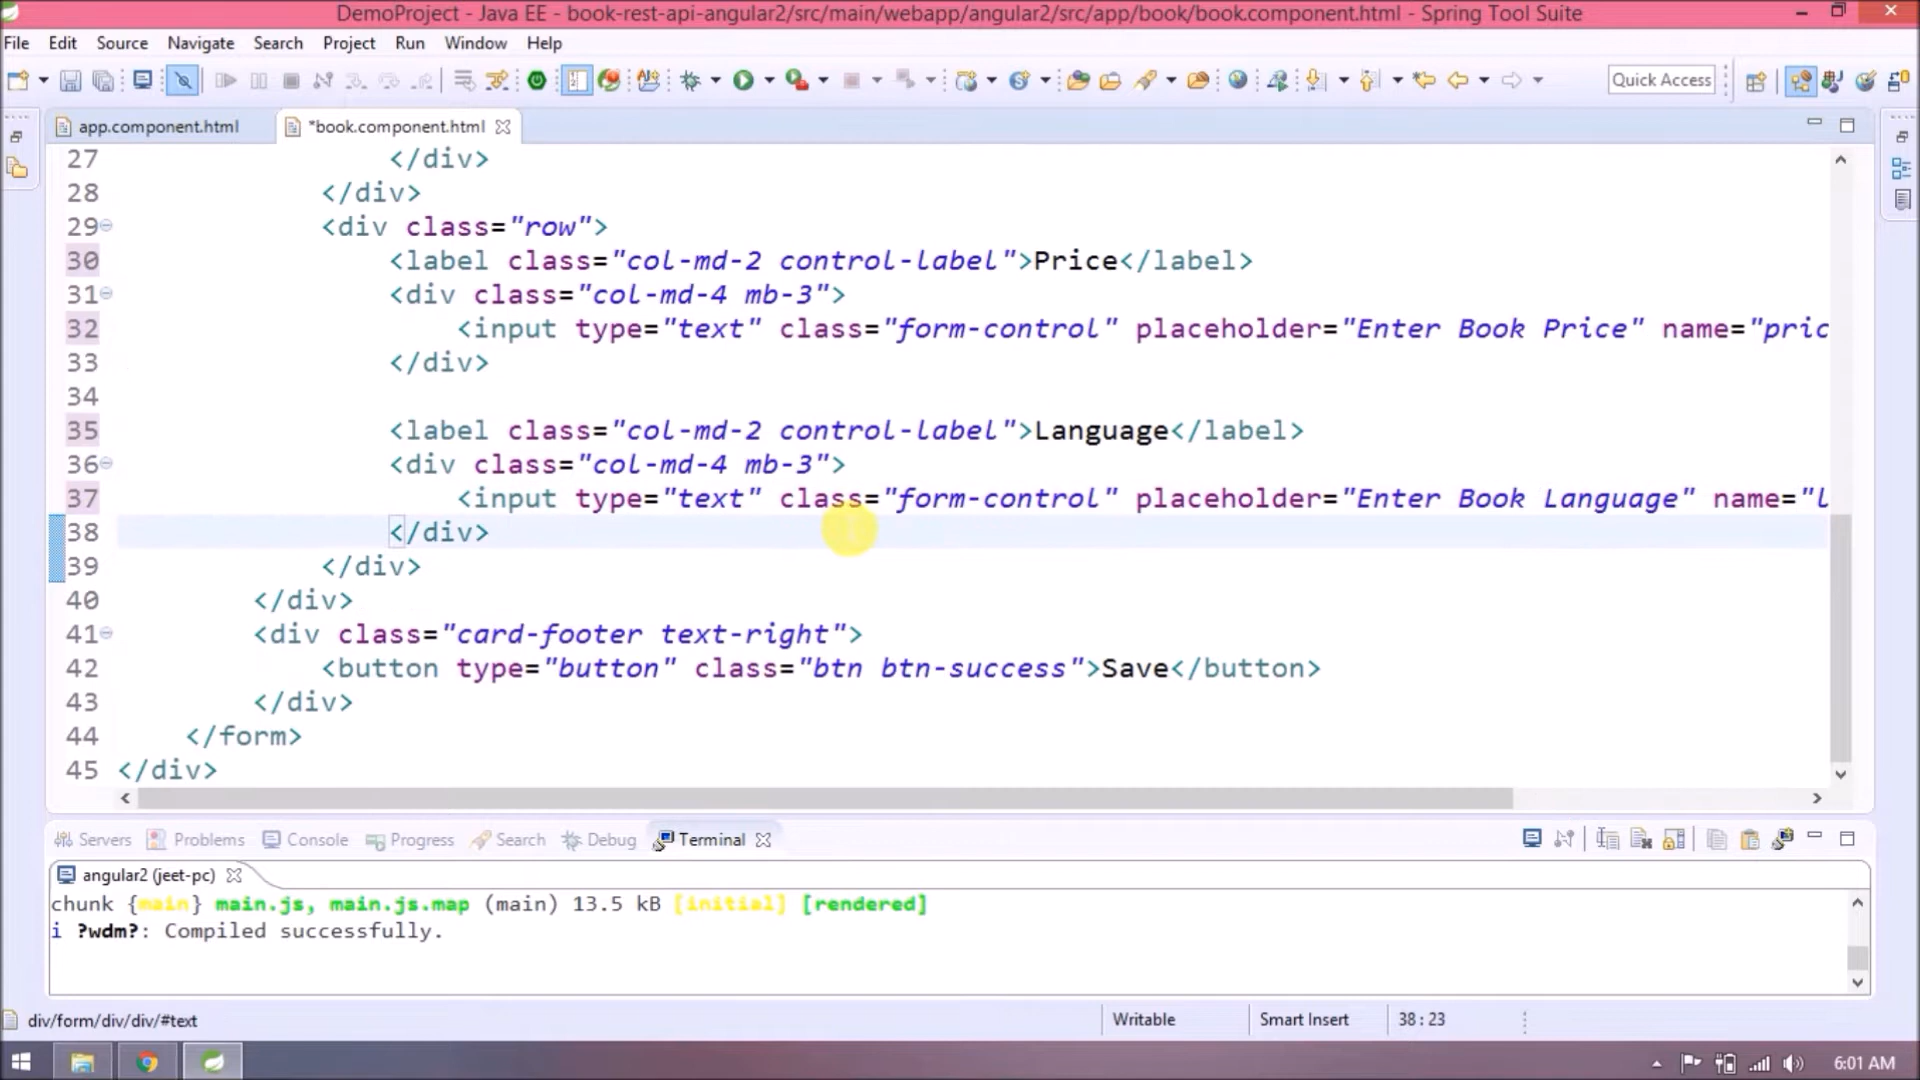 DemoProject - Java EE - book-rest-api-angular2/src/main/webapp/angular2/src/app/book/book.component.html - Spring Tool Suite
File Edit Source Navigate Search Project Run Window Help
Quick Access
app.component.html *book.component.html
27 </div>
28 </div>
29 <div class="row">
30 <label class="col-md-2 control-label">Price</label>
31 <div class="col-md-4 mb-3">
32 <input type="text" class="form-control" placeholder="Enter Book Price" name="pric
33 </div>
34
35 <label class="col-md-2 control-label">Language</label>
36 <div class="col-md-4 mb-3">
37 <input type="text" class="form-control" placeholder="Enter Book Language" name="l
38 </div>
39 </div>
40 </div>
41 <div class="card-footer text-right">
42 <button type="button" class="btn btn-success">Save</button>
43 </div>
44 </form>
45 </div>
Servers Problems Console Progress Search Debug Terminal
angular2 (jeet-pc)
chunk {main} main.js, main.js.map (main) 13.5 kB [initial] [rendered]
i ?wdm?: Compiled successfully.
div/form/div/div/#text Writable Smart Insert 38 : 23
6:01 AM